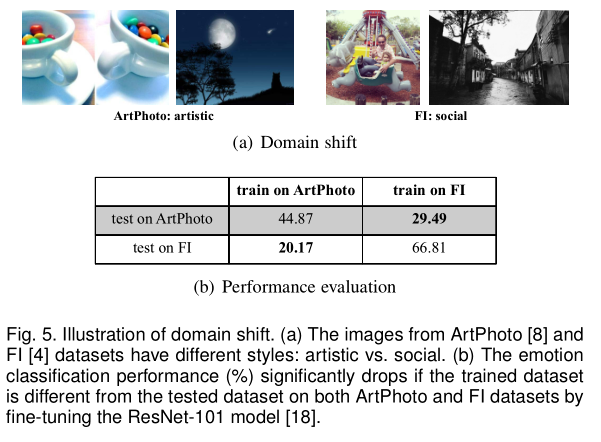 ArtPhoto: artistic
FI: social
(a) Domain shift
train on ArtPhoto train on FI
test on ArtPhoto 44.87 29.49
test on FI 20.17 66.81
(b) Performance evaluation
Fig. 5. Illustration of domain shift. (a) The images from ArtPhoto [8] and
FI [4] datasets have different styles: artistic vs. social. (b) The emotion
classification performance (%) significantly drops if the trained dataset
is different from the tested dataset on both ArtPhoto and FI datasets by
fine-tuning the ResNet-101 model [18].